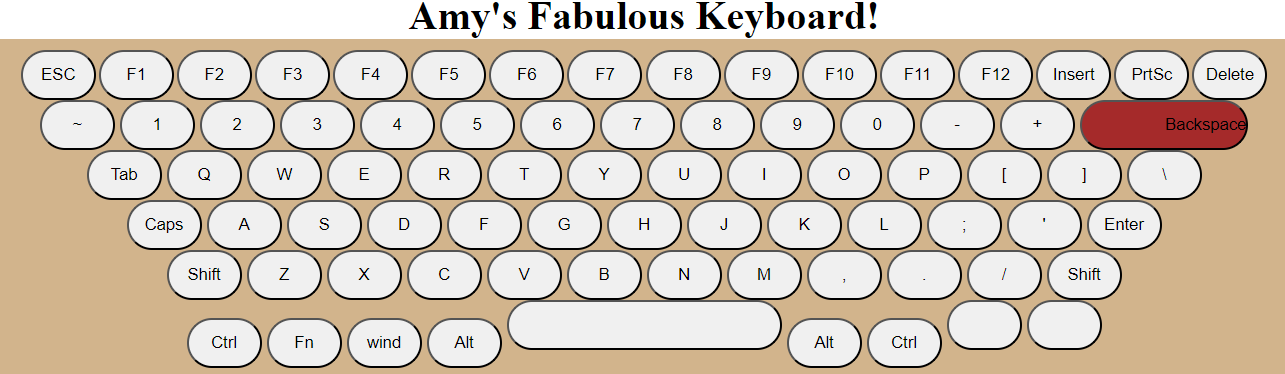 Amy's Fabulous Keyboard!
ESC F1 F2 F3 F4 F5 F6 F7 F8 F9 F10 F11 F12 Insert PrtSc Delete
~ 1 2 3 4 5 6 7 8 9 0 - + Backspace
Tab Q W E R T Y U I O P [ ] \
Caps A S D F G H J K L ; ' Enter
Shift Z X C V B N M , . / Shift
Ctrl Fn wind Alt Alt Ctrl